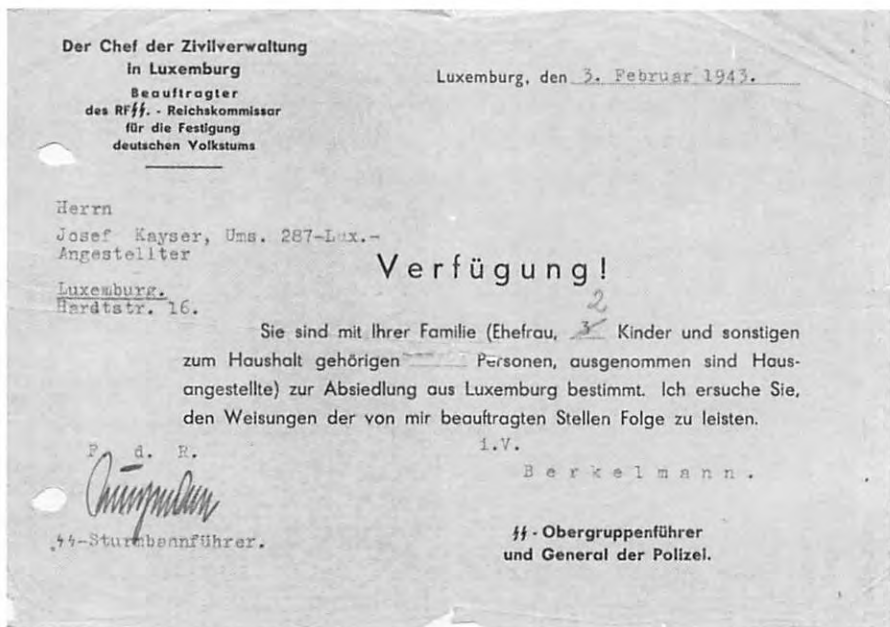 Der Chef der Zivilverwaltung
in Luxemburg
Beauftragter
des RFϟϟ. - Reichskommissar
für die Festigung
deutschen Volkstums
Luxemburg, den 3. Februar 1943.
Herrn
Josef Kayser, Ums. 287-Lux.-
Angestellter
Luxemburg.
Hardtstr. 16.
Verfügung!
2
Sie sind mit Ihrer Familie (Ehefrau, 3 Kinder und sonstigen
zum Haushalt gehörigen Personen, ausgenommen sind Haus-
angestellte) zur Absiedlung aus Luxemburg bestimmt. Ich ersuche Sie,
den Weisungen der von mir beauftragten Stellen Folge zu leisten.
F. d. R.
i.V.
Berkelmann.
ϟϟ-Sturmbannführer.
ϟϟ - Obergruppenführer
und General der Polizei.